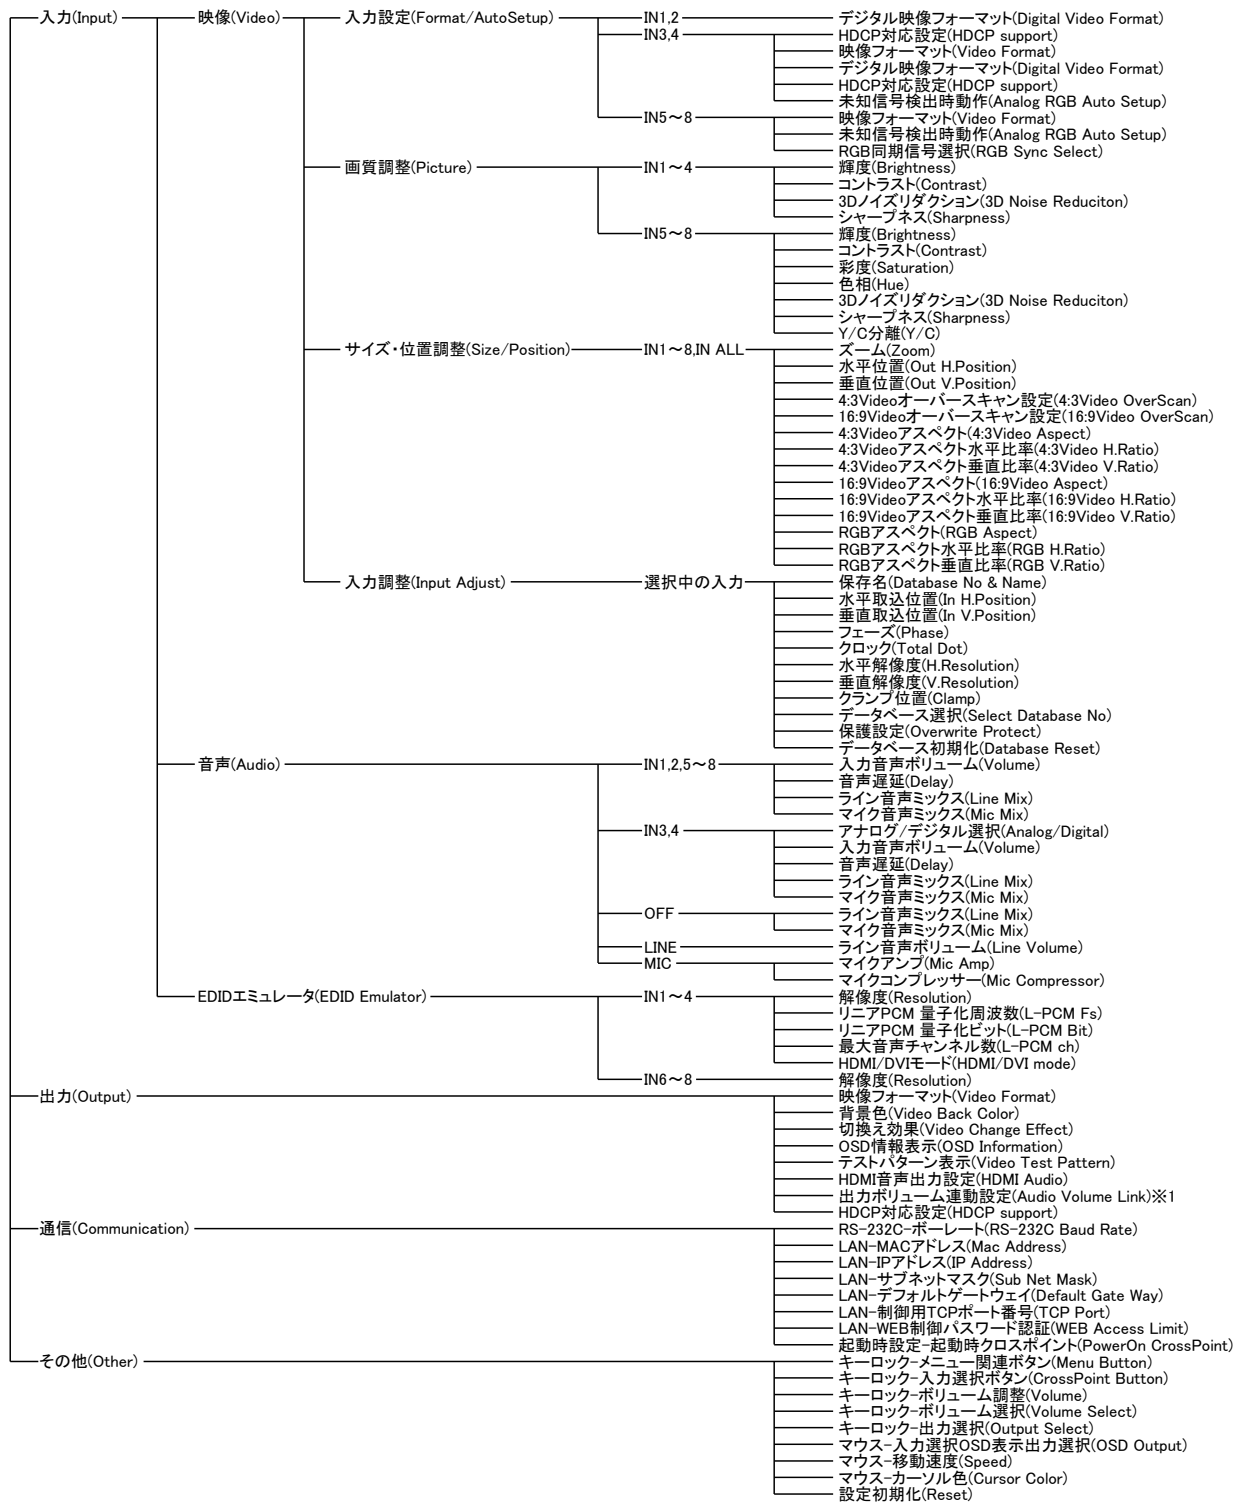 入力(Input) 映像(Video) 入力設定(Format/AutoSetup) IN1,2 デジタル映像フォーマット(Digital Video Format)
IN3,4 HDCP対応設定(HDCP support)
映像フォーマット(Video Format)
デジタル映像フォーマット(Digital Video Format)
HDCP対応設定(HDCP support)
未知信号検出時動作(Analog RGB Auto Setup)
IN5～8 映像フォーマット(Video Format)
未知信号検出時動作(Analog RGB Auto Setup)
RGB同期信号選択(RGB Sync Select)
画質調整(Picture) IN1～4 輝度(Brightness)
コントラスト(Contrast)
3Dノイズリダクション(3D Noise Reduciton)
シャープネス(Sharpness)
IN5～8 輝度(Brightness)
コントラスト(Contrast)
彩度(Saturation)
色相(Hue)
3Dノイズリダクション(3D Noise Reduciton)
シャープネス(Sharpness)
Y/C分離(Y/C)
サイズ・位置調整(Size/Position) IN1～8,IN ALL ズーム(Zoom)
水平位置(Out H.Position)
垂直位置(Out V.Position)
4:3Videoオーバースキャン設定(4:3Video OverScan)
16:9Videoオーバースキャン設定(16:9Video OverScan)
4:3Videoアスペクト(4:3Video Aspect)
4:3Videoアスペクト水平比率(4:3Video H.Ratio)
4:3Videoアスペクト垂直比率(4:3Video V.Ratio)
16:9Videoアスペクト(16:9Video Aspect)
16:9Videoアスペクト水平比率(16:9Video H.Ratio)
16:9Videoアスペクト垂直比率(16:9Video V.Ratio)
RGBアスペクト(RGB Aspect)
RGBアスペクト水平比率(RGB H.Ratio)
RGBアスペクト垂直比率(RGB V.Ratio)
入力調整(Input Adjust) 選択中の入力 保存名(Database No & Name)
水平取込位置(In H.Position)
垂直取込位置(In V.Position)
フェーズ(Phase)
クロック(Total Dot)
水平解像度(H.Resolution)
垂直解像度(V.Resolution)
クランプ位置(Clamp)
データベース選択(Select Database No)
保護設定(Overwrite Protect)
データベース初期化(Database Reset)
音声(Audio) IN1,2,5～8 入力音声ボリューム(Volume)
音声遅延(Delay)
ライン音声ミックス(Line Mix)
マイク音声ミックス(Mic Mix)
IN3,4 アナログ/デジタル選択(Analog/Digital)
入力音声ボリューム(Volume)
音声遅延(Delay)
ライン音声ミックス(Line Mix)
マイク音声ミックス(Mic Mix)
OFF ライン音声ミックス(Line Mix)
マイク音声ミックス(Mic Mix)
LINE ライン音声ボリューム(Line Volume)
MIC マイクアンプ(Mic Amp)
マイクコンプレッサー(Mic Compressor)
EDIDエミュレータ(EDID Emulator) IN1～4 解像度(Resolution)
リニアPCM 量子化周波数(L-PCM Fs)
リニアPCM 量子化ビット(L-PCM Bit)
最大音声チャンネル数(L-PCM ch)
HDMI/DVIモード(HDMI/DVI mode)
IN6～8 解像度(Resolution)
出力(Output) 映像フォーマット(Video Format)
背景色(Video Back Color)
切換え効果(Video Change Effect)
OSD情報表示(OSD Information)
テストパターン表示(Video Test Pattern)
HDMI音声出力設定(HDMI Audio)
出力ボリューム連動設定(Audio Volume Link)※1
HDCP対応設定(HDCP support)
通信(Communication) RS-232C-ボーレート(RS-232C Baud Rate)
LAN-MACアドレス(Mac Address)
LAN-IPアドレス(IP Address)
LAN-サブネットマスク(Sub Net Mask)
LAN-デフォルトゲートウェイ(Default Gate Way)
LAN-制御用TCPポート番号(TCP Port)
LAN-WEB制御パスワード認証(WEB Access Limit)
起動時設定-起動時クロスポイント(PowerOn CrossPoint)
その他(Other) キーロック-メニュー関連ボタン(Menu Button)
キーロック-入力選択ボタン(CrossPoint Button)
キーロック-ボリューム調整(Volume)
キーロック-ボリューム選択(Volume Select)
キーロック-出力選択(Output Select)
マウス-入力選択OSD表示出力選択(OSD Output)
マウス-移動速度(Speed)
マウス-カーソル色(Cursor Color)
設定初期化(Reset)